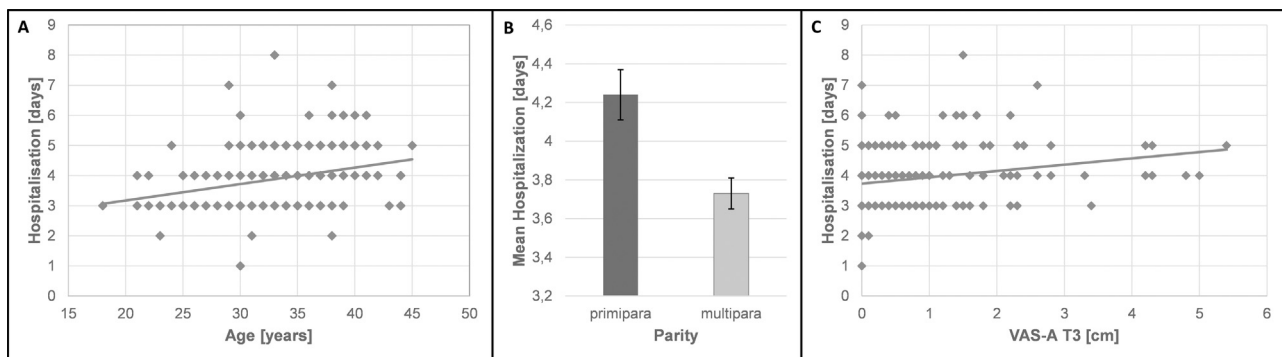 A
Hospitalisation [days]
9
8
7
6
5
4
3
2
1
0
15 20 25 30 35 40 45 50
Age [years]
B
Mean Hospitalization [days]
4,6
4,4
4,2
4,0
3,8
3,6
3,4
3,2
primipara multipara
Parity
C
Hospitalisation [days]
9
8
7
6
5
4
3
2
1
0
0 1 2 3 4 5 6
VAS-A T3 [cm]